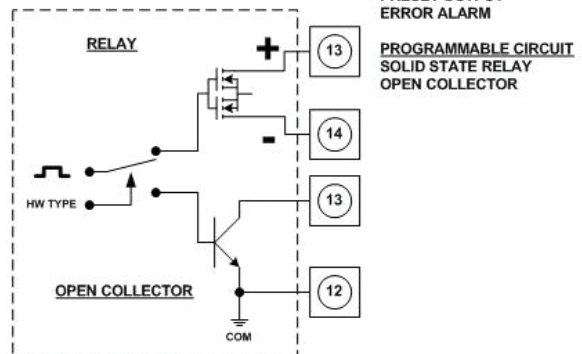 ERROR ALARM
PROGRAMMABLE CIRCUIT
SOLID STATE RELAY
OPEN COLLECTOR
RELAY
+
13
-
14
HW TYPE
13
OPEN COLLECTOR
12
COM